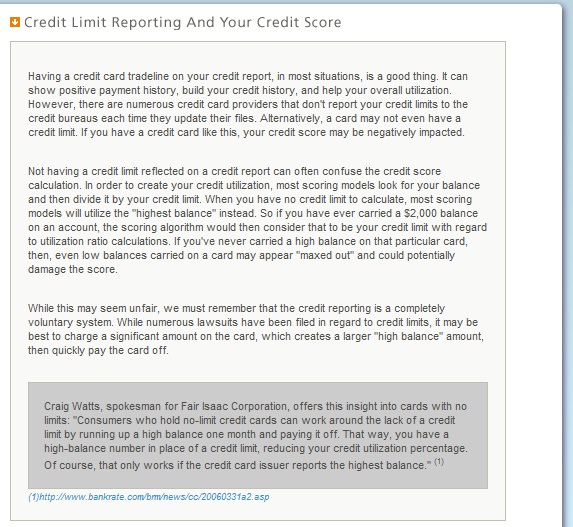 Credit Limit Reporting And Your Credit Score
Having a credit card tradeline on your credit report, in most situations, is a good thing. It can
show positive payment history, build your credit history, and help your overall utilization.
However, there are numerous credit card providers that don't report your credit limits to the
credit bureaus each time they update their files. Alternatively, a card may not even have a
credit limit. If you have a credit card like this, your credit score may be negatively impacted.
Not having a credit limit reflected on a credit report can often confuse the credit score
calculation. In order to create your credit utilization, most scoring models look for your balance
and then divide it by your credit limit. When you have no credit limit to calculate, most scoring
models will utilize the "highest balance" instead. So if you have ever carried a $2,000 balance
on an account, the scoring algorithm would then consider that to be your credit limit with regard
to utilization ratio calculations. If you've never carried a high balance on that particular card,
then, even low balances carried on a card may appear "maxed out" and could potentially
damage the score.
While this may seem unfair, we must remember that the credit reporting is a completely
voluntary system. While numerous lawsuits have been filed in regard to credit limits, it may be
best to charge a significant amount on the card, which creates a larger "high balance" amount,
then quickly pay the card off.
Craig Watts, spokesman for Fair Isaac Corporation, offers this insight into cards with no
limits: "Consumers who hold no-limit credit cards can work around the lack of a credit
limit by running up a high balance one month and paying it off. That way, you have a
high-balance number in place of a credit limit, reducing your credit utilization percentage.
Of course, that only works if the credit card issuer reports the highest balance." (1)
(1)http://www.bankrate.com/brm/news/cc/20060331a2.asp